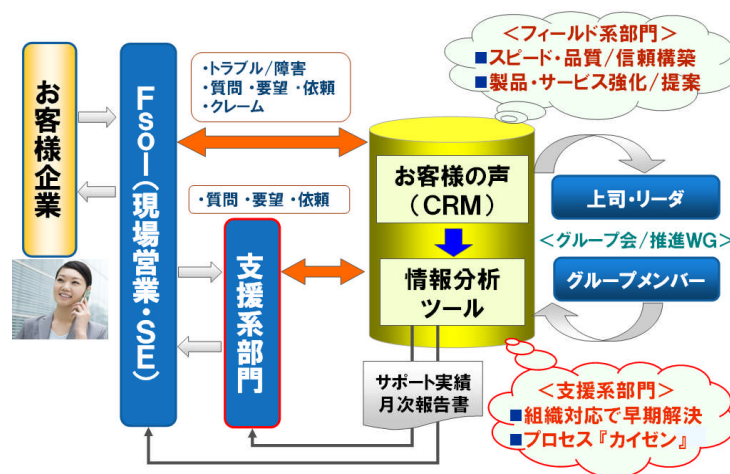 お客様企業
Fsol(現場営業・SE)
・トラブル/障害
・質問・要望・依頼
・クレーム
・質問・要望・依頼
支援系部門
お客様の声
(CRM)
情報分析
ツール
サポート実績
月次報告書
<フィールド系部門>
■スピード・品質/信頼構築
■製品・サービス強化/提案
上司・リーダ
<グループ会/推進WG>
グループメンバー
<支援系部門>
■組織対応で早期解決
■プロセス『カイゼン』